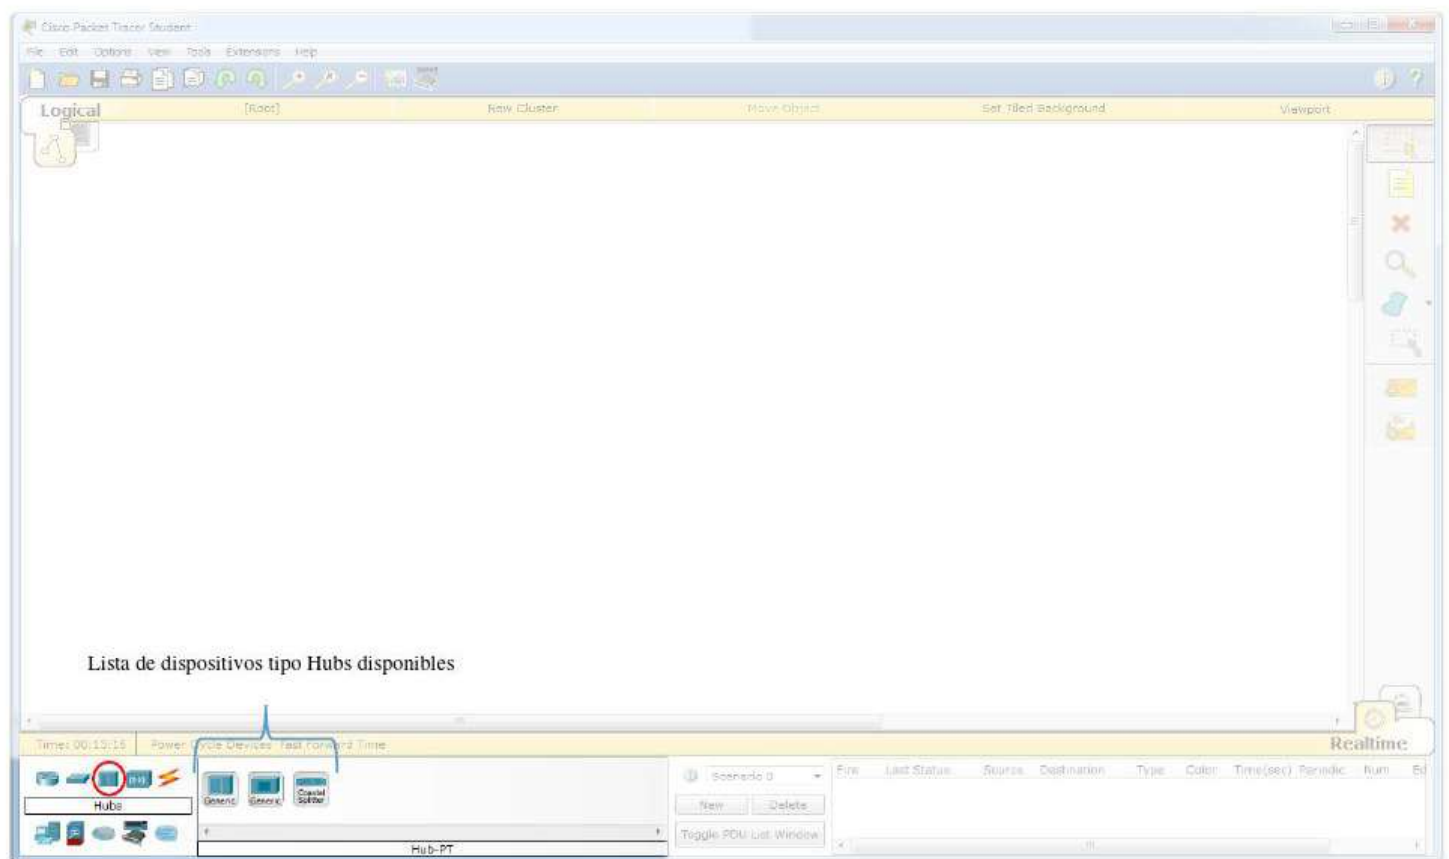 Cisco Packet Tracer Student
File Edit Options View Tools Extensions Help
Logical [Root] New Cluster Move Object Set Tiled Background Viewport
Lista de dispositivos tipo Hubs disponibles
Time: 00:15:16 Power Cycle Devices Fast Forward Time
Realtime
Hubs
Generic Generic Coaxial Splitter
Hub-PT
Scenario 0
New Delete
Toggle PDU List Window
Fire Last Status Source Destination Type Color Time(sec) Periodic Num Ed